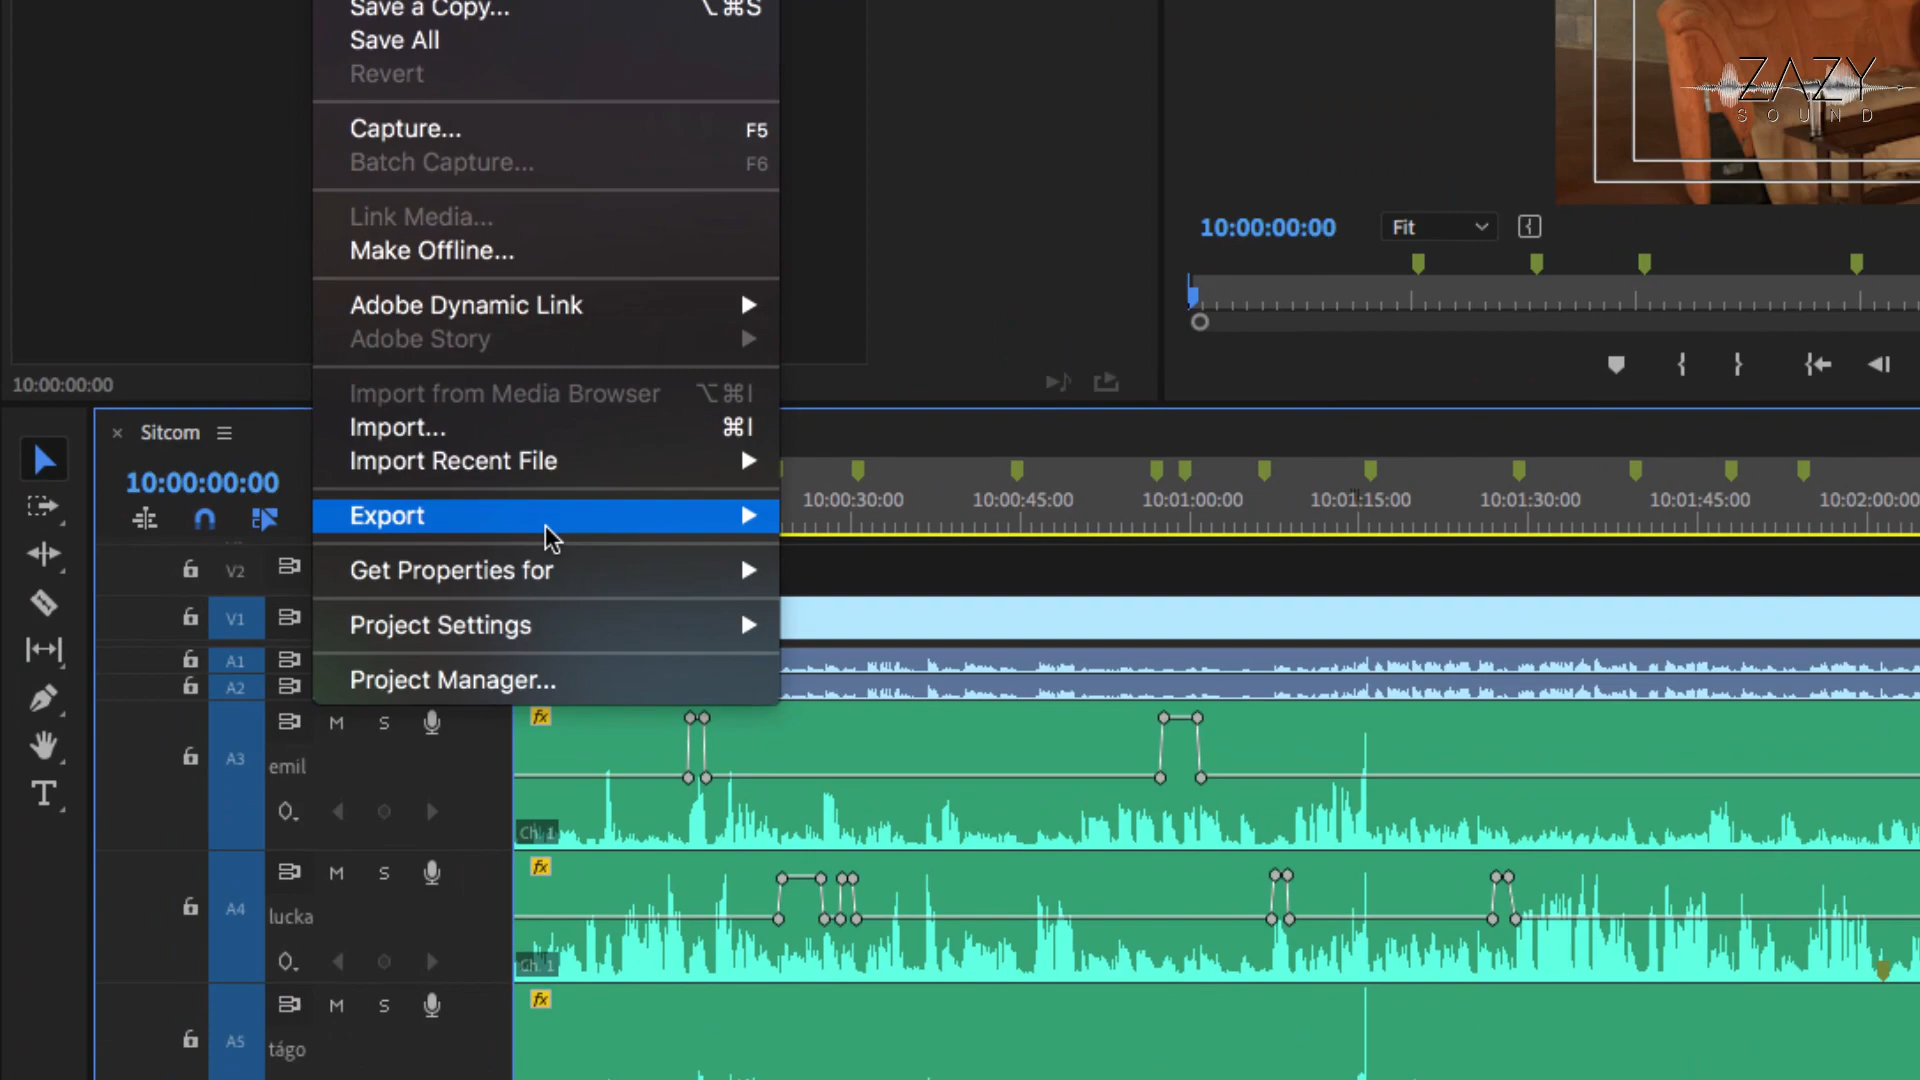 Save a Copy... ⌥⌘S
Save All
Revert
Capture... F5
Batch Capture... F6
Link Media...
Make Offline...
Adobe Dynamic Link
Adobe Story
Import from Media Browser ⌥⌘I
Import... ⌘I
Import Recent File
Export
Get Properties for
Project Settings
Project Manager...
ZAZY
SOUND
10:00:00:00 Fit
10:00:00:00
Sitcom
10:00:00:00
10:00:30:00 10:00:45:00 10:01:00:00 10:01:15:00 10:01:30:00 10:01:45:00 10:02:00:00
V2
V1
A1
A2
fx
M S
A3
emil
Ch. 1
fx
M S
A4
lucka
Ch. 1
fx
M S
A5
tágo